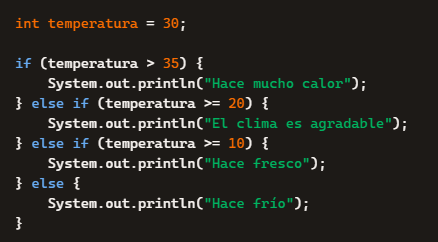 int temperatura = 30;

if (temperatura > 35) {
    System.out.println("Hace mucho calor");
} else if (temperatura >= 20) {
    System.out.println("El clima es agradable");
} else if (temperatura >= 10) {
    System.out.println("Hace fresco");
} else {
    System.out.println("Hace frío");
}